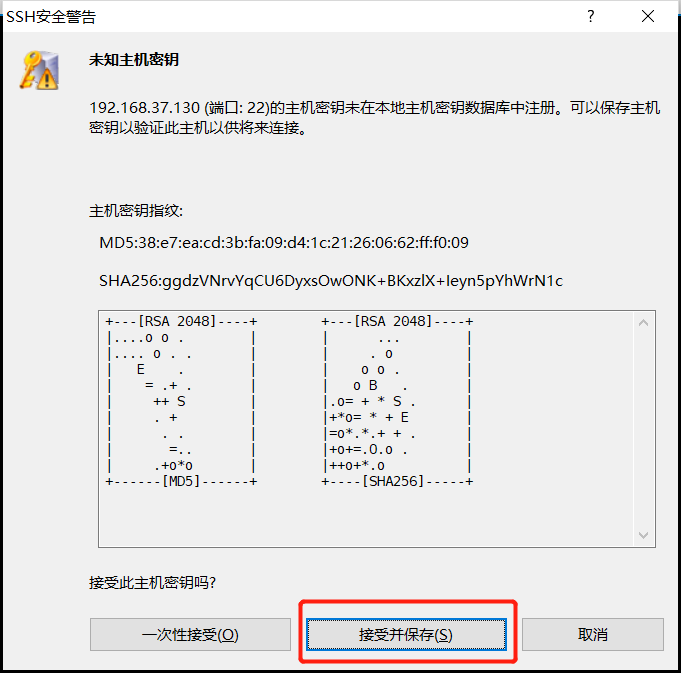 SSH安全警告
?
未知主机密钥
192.168.37.130 (端口: 22)的主机密钥未在本地主机密钥数据库中注册。可以保存主机
密钥以验证此主机以供将来连接。
主机密钥指纹:
MD5:38:e7:ea:cd:3b:fa:09:d4:1c:21:26:06:62:ff:f0:09
SHA256:ggdzVNrvYqCU6DyxsOwONK+BKxzlX+Ieyn5pYhWrN1c
+---[RSA 2048]----+        +---[RSA 2048]----+
|....o o .        |        |      ...        |
|.... o . .       |        |     . o         |
|   E    .        |        |    o o .        |
|    = .+ .       |        |   o B   .       |
|     ++ S        |        |.o= + * S .      |
|     . +         |        |+*o= * + E       |
|      . .        |        |=o*.*.+ + .      |
|       =..       |        |+o+=.O.o .       |
|     .+o*o       |        |++o+*.o          |
+------[MD5]------+        +----[SHA256]-----+
接受此主机密钥吗?
一次性接受(O)
接受并保存(S)
取消